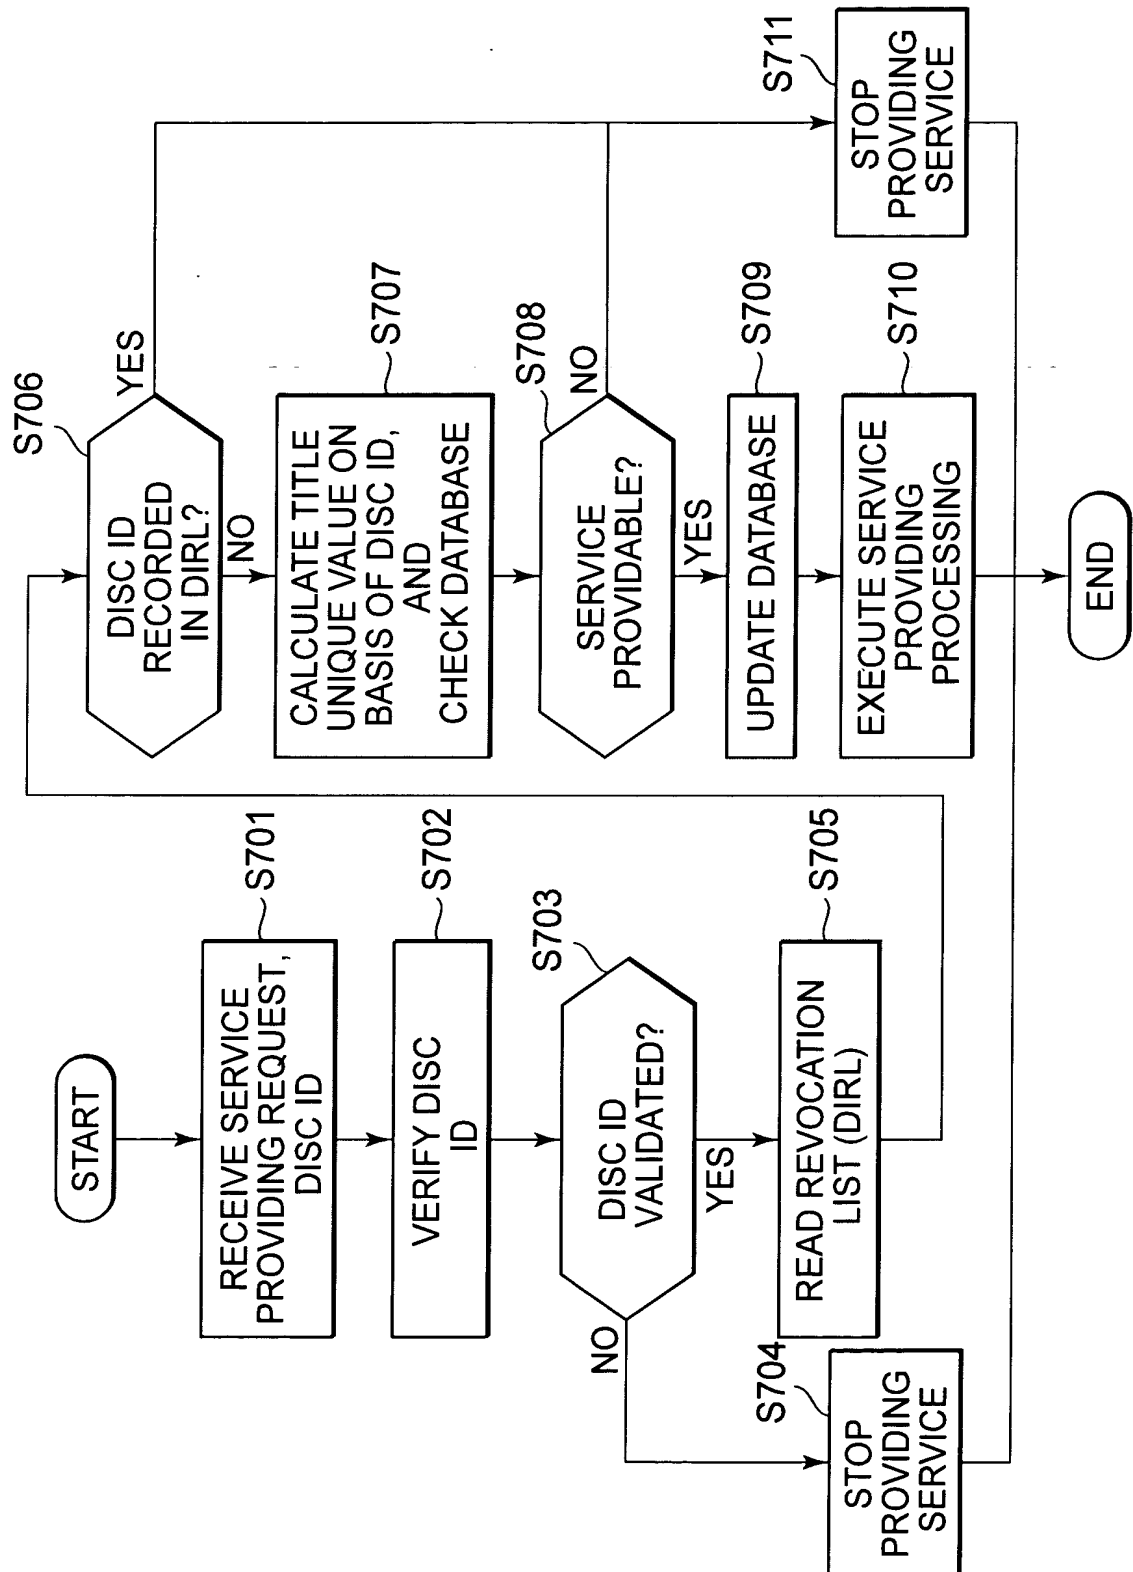 START
S701
RECEIVE SERVICE
PROVIDING REQUEST,
DISC ID
S702
VERIFY DISC
ID
S703
DISC ID
VALIDATED?
NO
YES
S704
STOP
PROVIDING
SERVICE
S705
READ REVOCATION
LIST (DIRL)
S706
DISC ID
RECORDED
IN DIRL?
YES
NO
S707
CALCULATE TITLE
UNIQUE VALUE ON
BASIS OF DISC ID,
AND
CHECK DATABASE
S708
SERVICE
PROVIDABLE?
NO
YES
S709
UPDATE DATABASE
S710
EXECUTE SERVICE
PROVIDING
PROCESSING
S711
STOP
PROVIDING
SERVICE
END